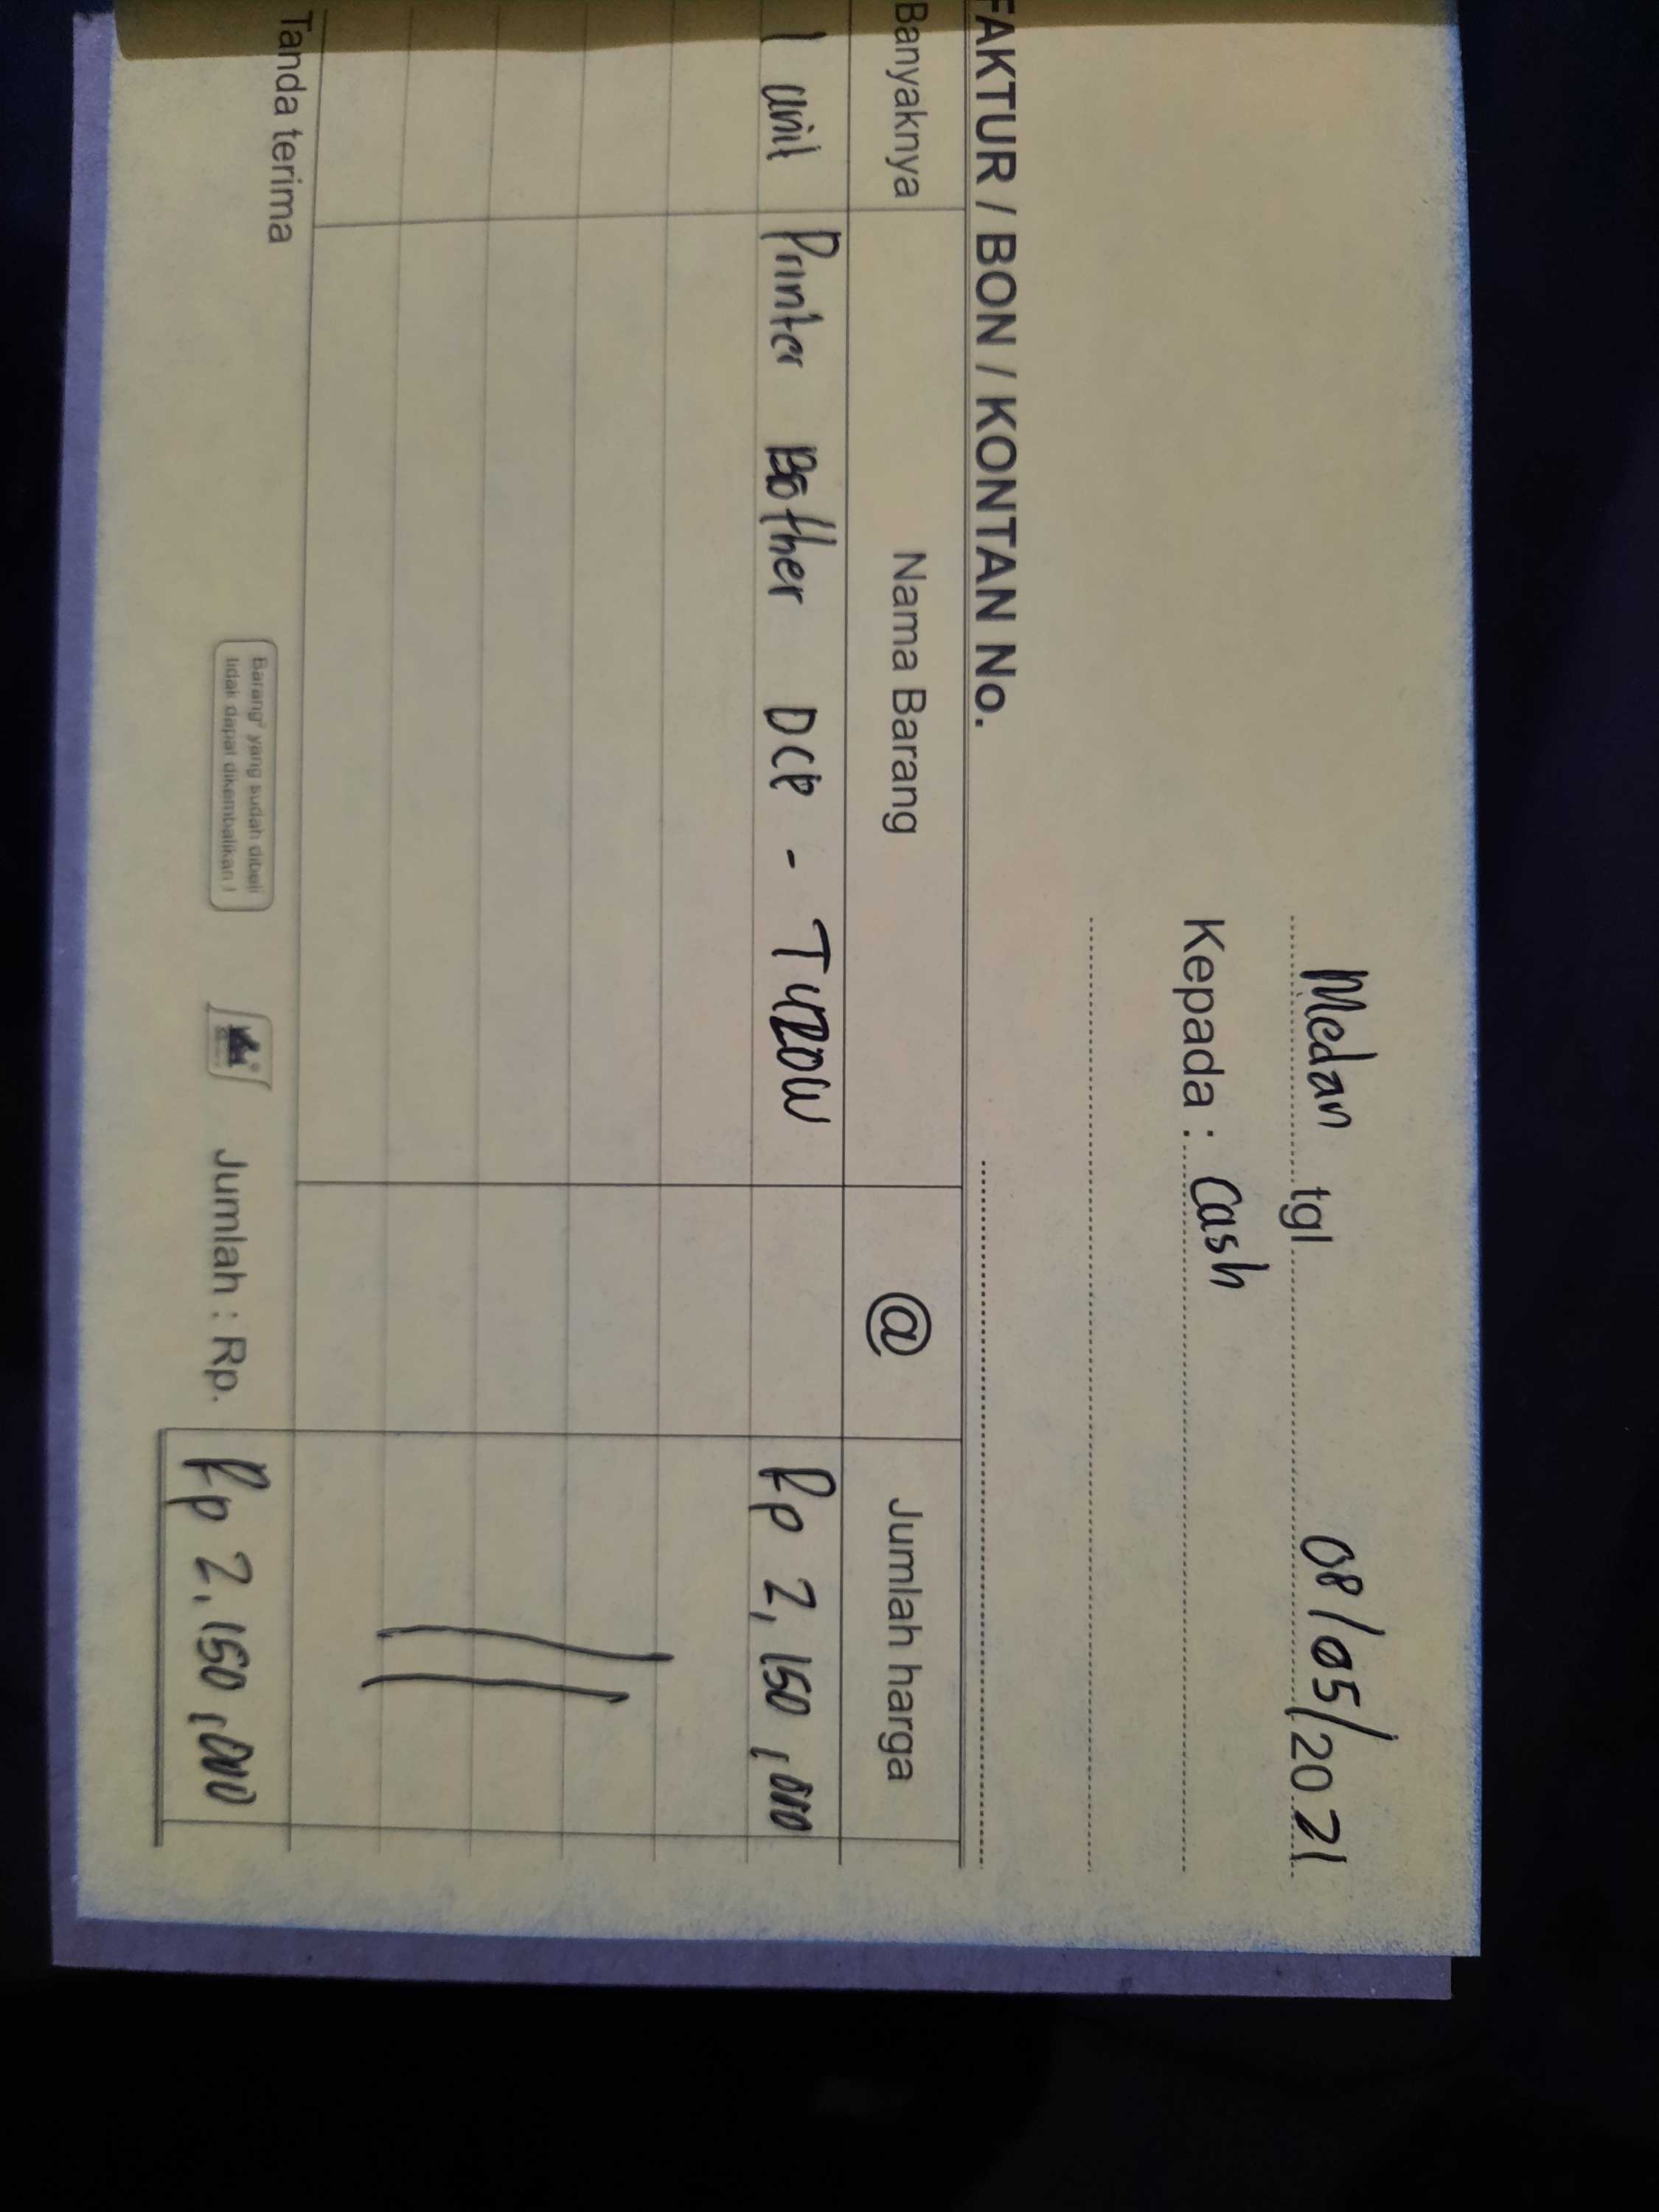 Medan tgl 08/05/2021
Kepada : Cash
FAKTUR / BON / KONTAN No.
Banyaknya Nama Barang @ Jumlah harga
1 unit Printer Bother DCP - T420W Rp 2,150,000
Tanda terima
Barang² yang sudah dibeli
tidak dapat dikembalikan !
Jumlah : Rp. Rp 2,150,000